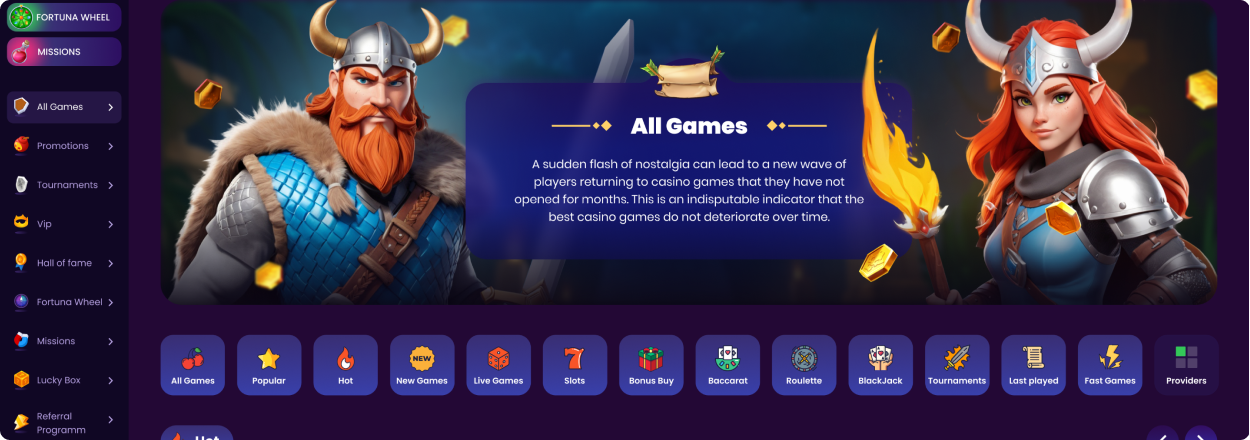 FORTUNA WHEEL
MISSIONS
All Games
Promotions
Tournaments
Vip
Hall of fame
Fortuna Wheel
Missions
Lucky Box
Referral
Programm
All Games
A sudden flash of nostalgia can lead to a new wave of
players returning to casino games that they have not
opened for months. This is an indisputable indicator that the
best casino games do not deteriorate over time.
All Games
Popular
Hot
NEW
New Games
Live Games
7
Slots
Bonus Buy
Baccarat
Roulette
BlackJack
Tournaments
Last played
Fast Games
Providers
Hot